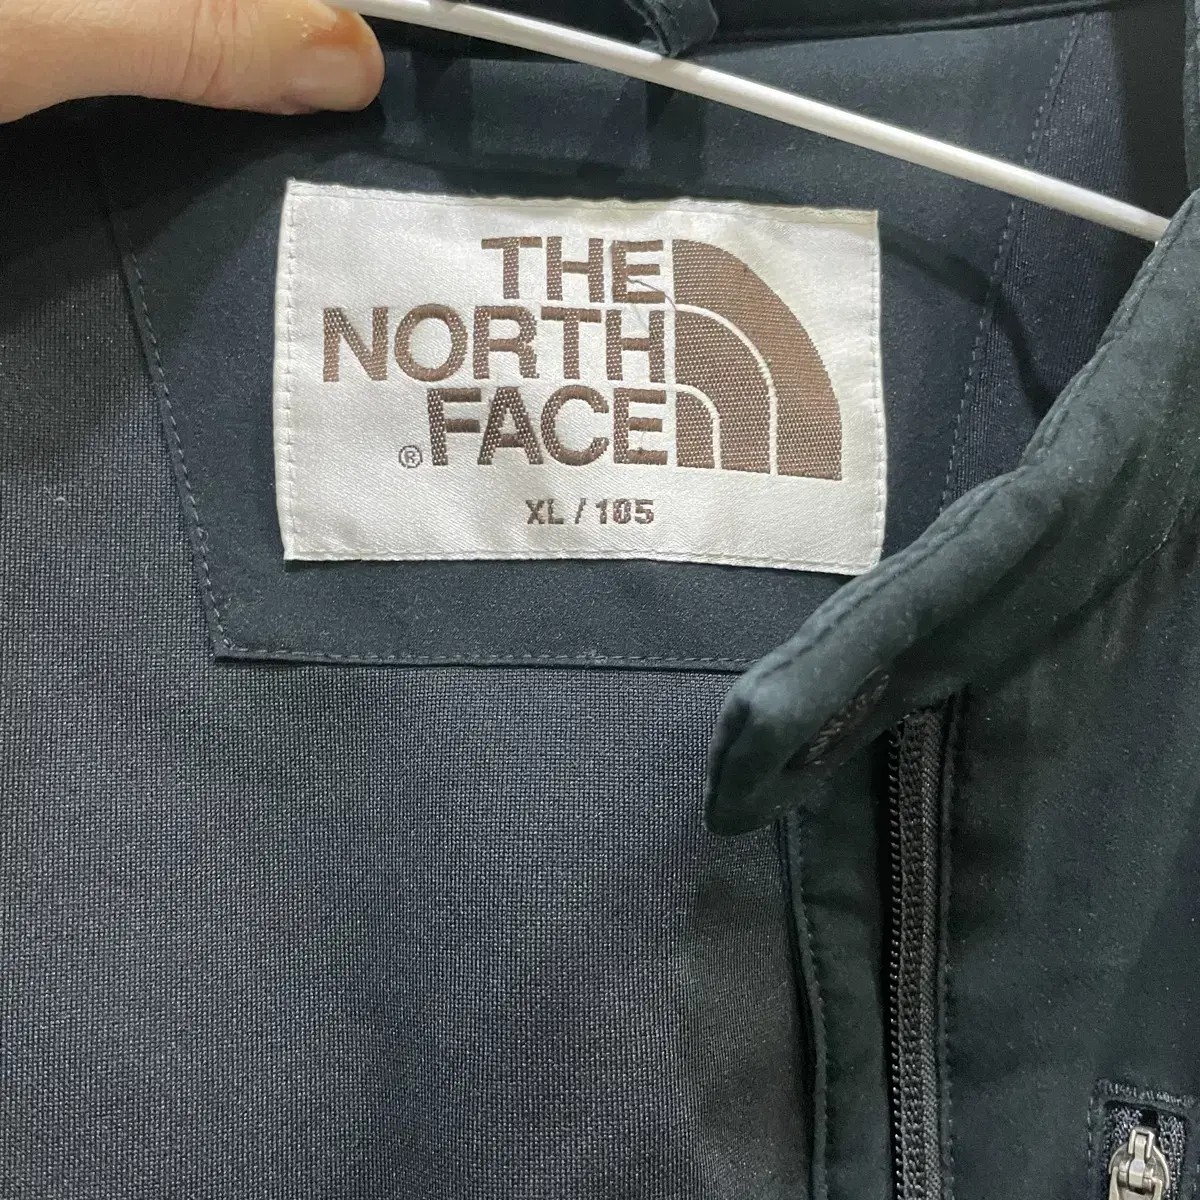 THE
NORTH
® FACE
XL / 105